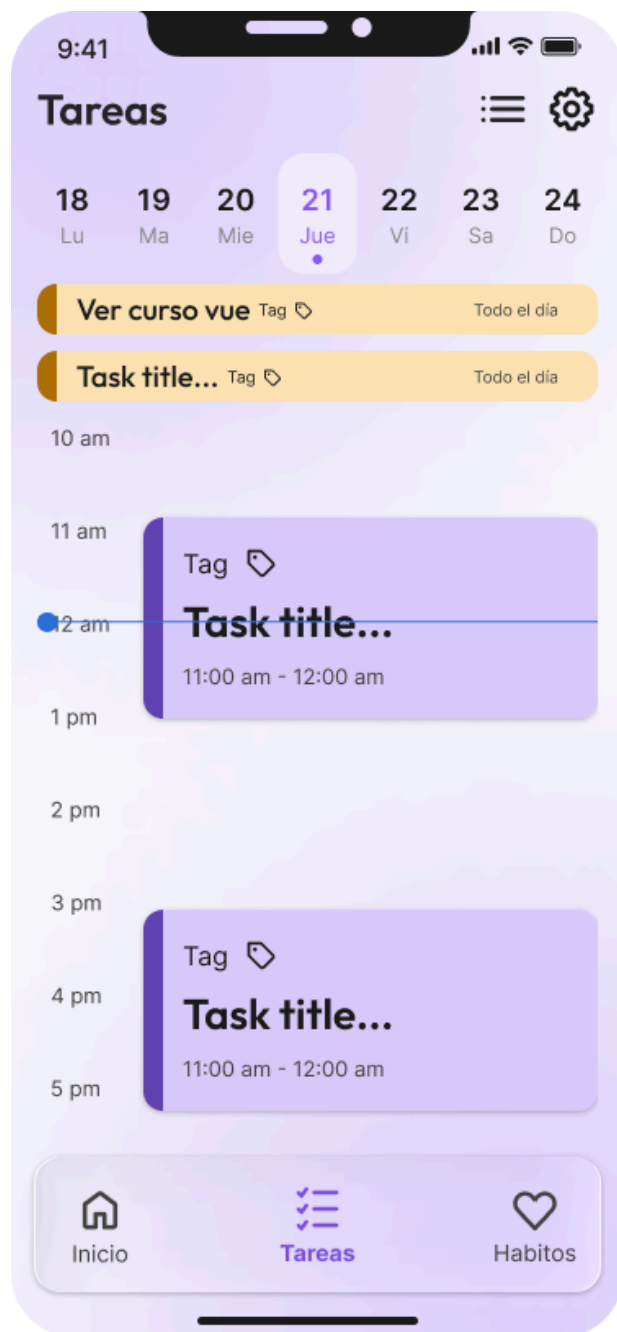 9:41
Tareas
18 19 20 21 22 23 24
Lu Ma Mie Jue Vi Sa Do
Ver curso vue Tag Todo el día
Task title... Tag Todo el día
10 am
11 am
Tag
12 am Task title...
11:00 am - 12:00 am
1 pm
2 pm
3 pm
Tag
4 pm Task title...
11:00 am - 12:00 am
5 pm
Inicio Tareas Habitos